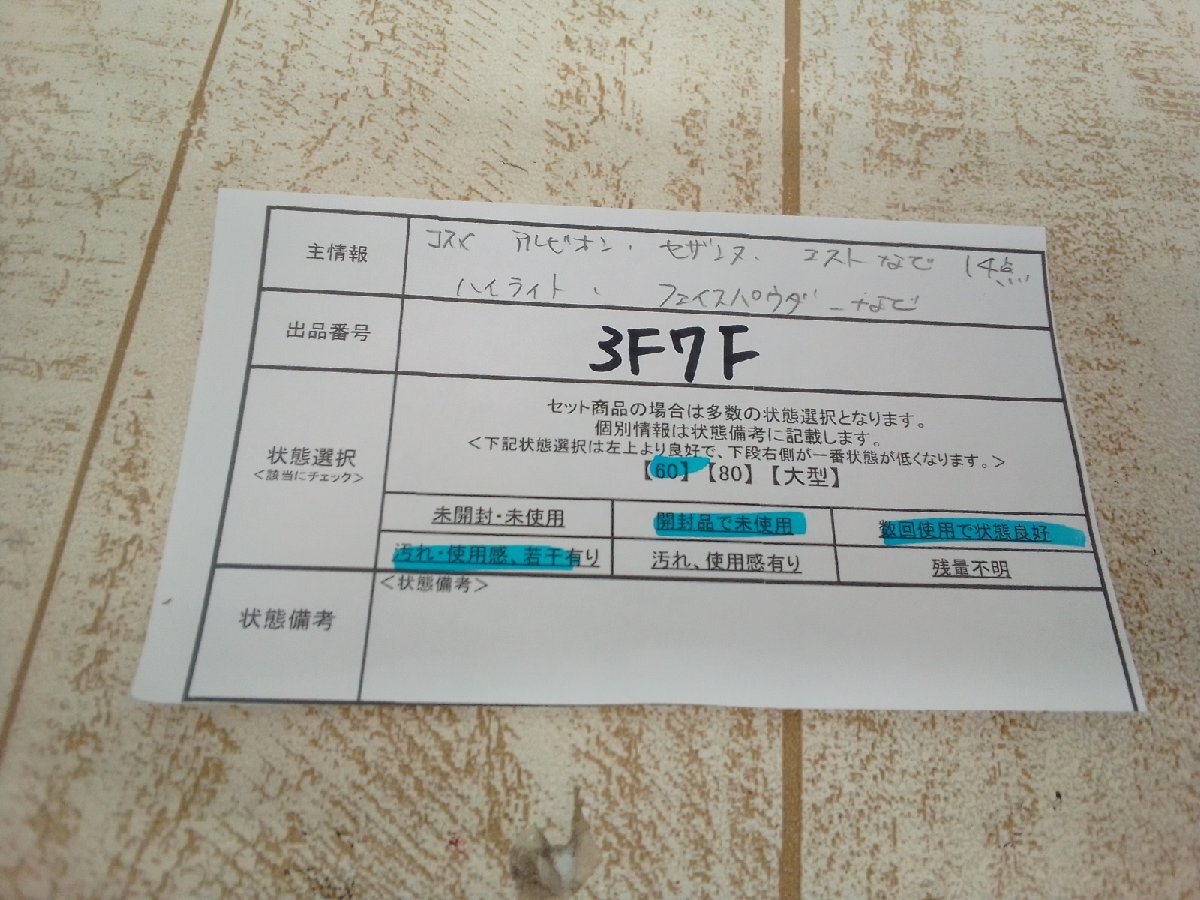 主情報
コスメ アルビオン・セザンヌ、エストなど 14点
ハイライト、フェイスパウダーなど
出品番号
3F7F
状態選択
<該当にチェック>
セット商品の場合は多数の状態選択となります。
個別情報は状態備考に記載します。
<下記状態選択は左上より良好で、下段右側が一番状態が低くなります。>
【60】【80】【大型】
未開封・未使用 開封品で未使用 数回使用で状態良好
汚れ・使用感、若干有り 汚れ、使用感有り 残量不明
状態備考
<状態備考>